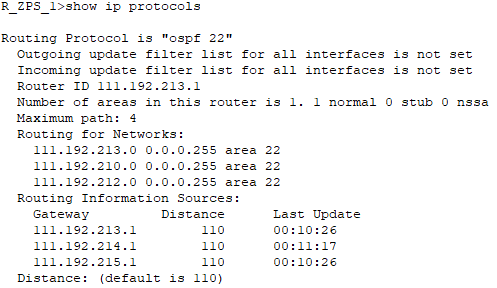 R_ZPS_1>show ip protocols

Routing Protocol is "ospf 22"
  Outgoing update filter list for all interfaces is not set
  Incoming update filter list for all interfaces is not set
  Router ID 111.192.213.1
  Number of areas in this router is 1. 1 normal 0 stub 0 nssa
  Maximum path: 4
  Routing for Networks:
    111.192.213.0 0.0.0.255 area 22
    111.192.210.0 0.0.0.255 area 22
    111.192.212.0 0.0.0.255 area 22
  Routing Information Sources:
    Gateway         Distance      Last Update
    111.192.213.1        110      00:10:26
    111.192.214.1        110      00:11:17
    111.192.215.1        110      00:10:26
  Distance: (default is 110)